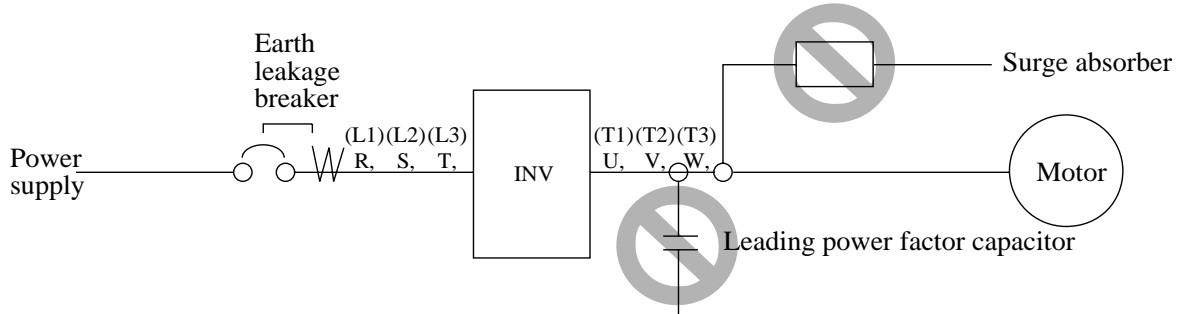 Earth
leakage
breaker
Surge absorber
(L1) (L2) (L3)
R, S, T,
(T1) (T2) (T3)
U, V, W,
Power
supply
INV
Motor
Leading power factor capacitor